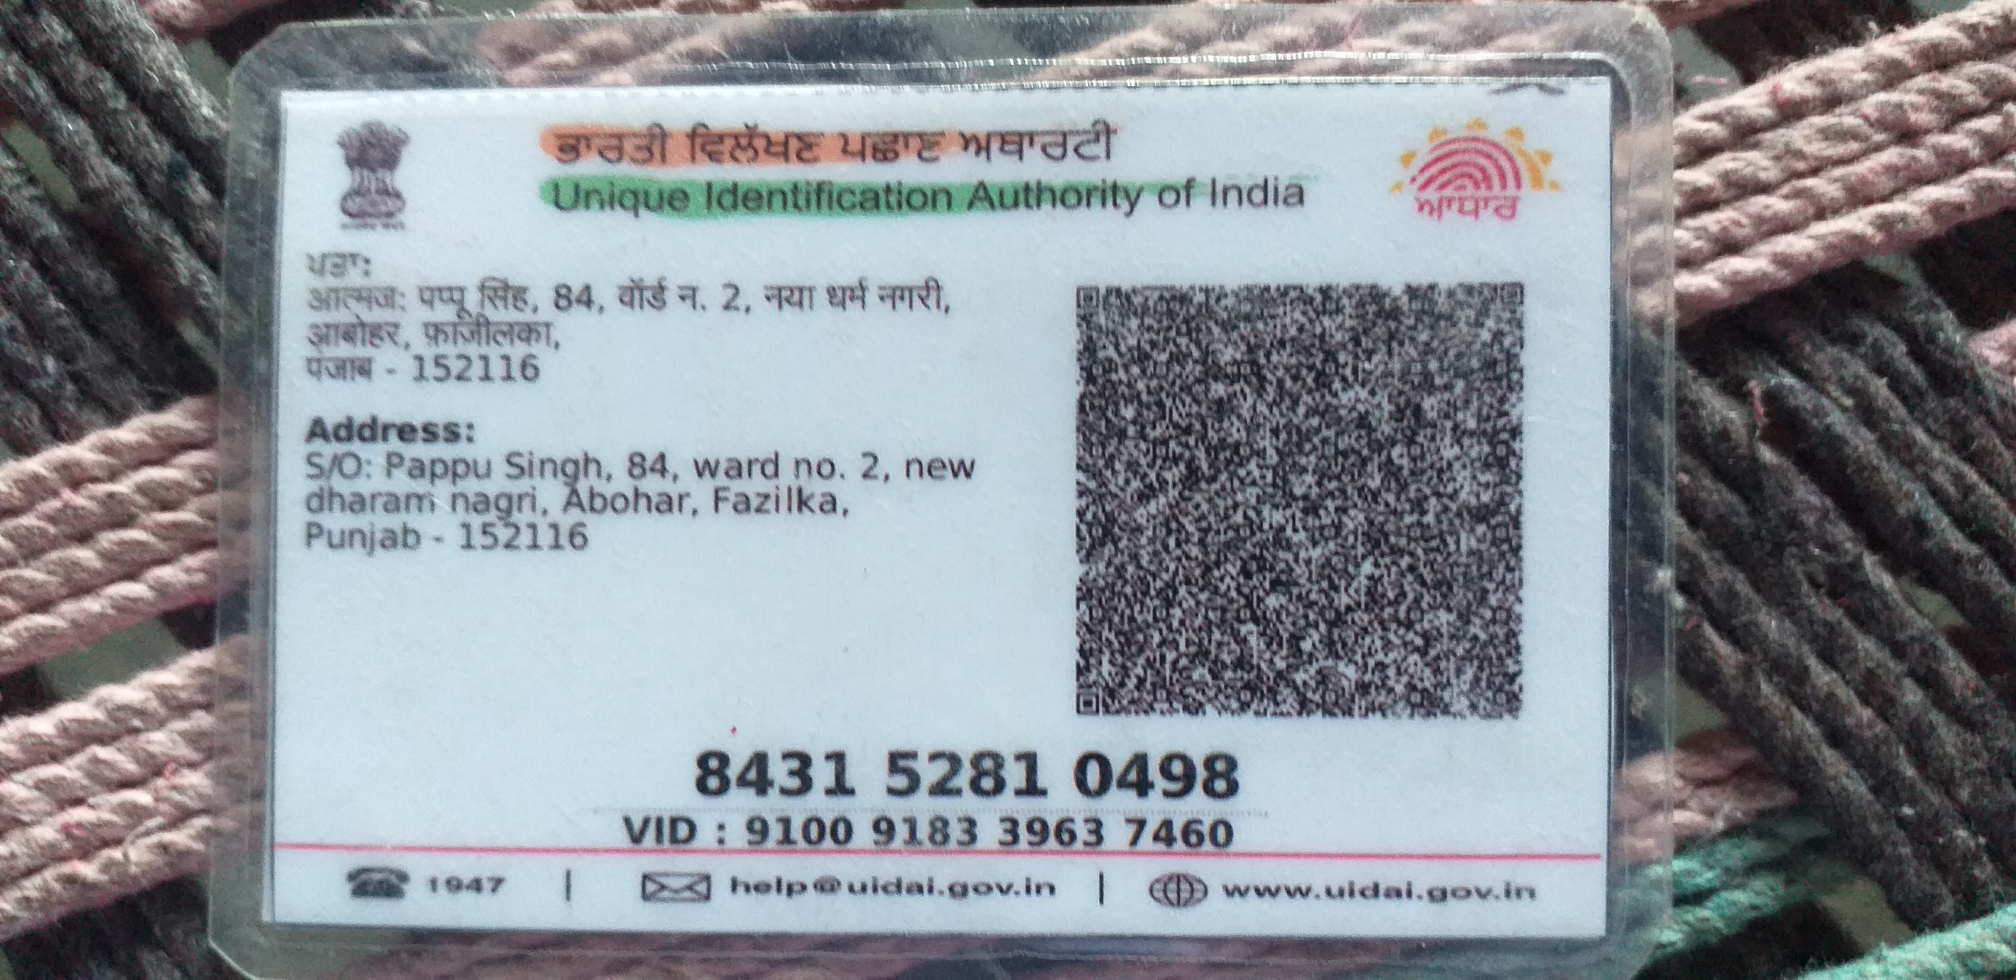 ਭਾਰਤੀ ਵਿਲੱਖਣ ਪਛਾਣ ਅਥਾਰਟੀ
Unique Identification Authority of India
ਆਧਾਰ
ਪਤਾ:
आत्मज: पप्पू सिंह, 84, वॉर्ड न. 2, नया धर्म नगरी,
आबोहर, फ़ाजीलका,
पंजाब - 152116
Address:
S/O: Pappu Singh, 84, ward no. 2, new
dharam nagri, Abohar, Fazilka,
Punjab - 152116
8431 5281 0498
VID : 9100 9183 3963 7460
1947 | help@uidai.gov.in | www.uidai.gov.in